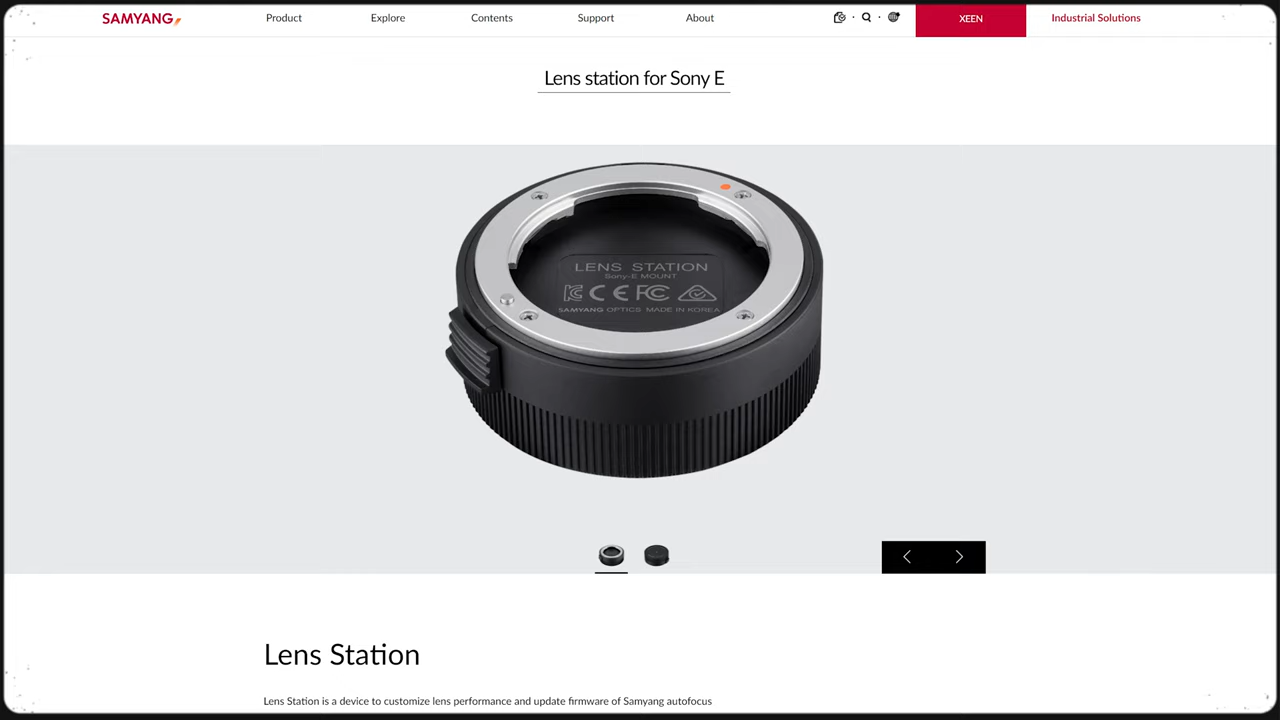 SAMYANG
Product
Explore
Contents
Support
About
XEEN
Industrial Solutions
Lens station for Sony E
LENS STATION
Sony-E MOUNT
CE FC
SAMYANG OPTICS MADE IN KOREA
Lens Station
Lens Station is a device to customize lens performance and update firmware of Samyang autofocus